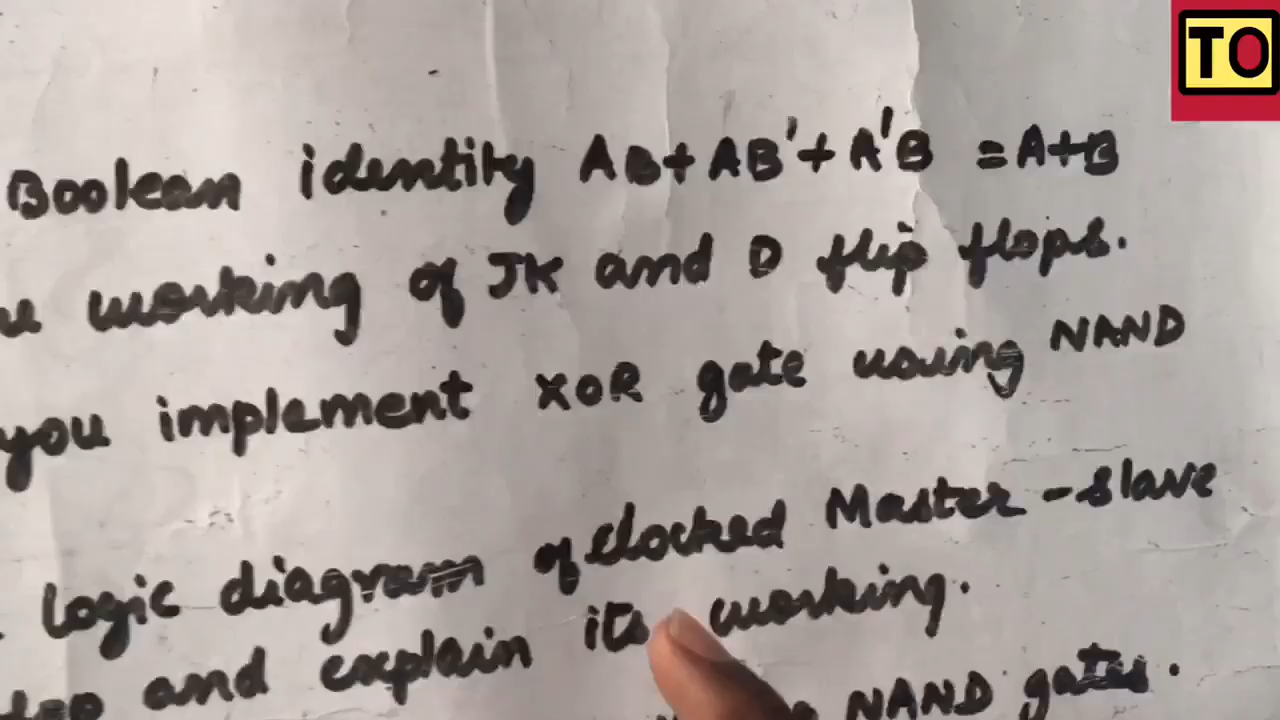 TO
Boolean identity AB+AB'+A'B =A+B
working of JK and D flip flops.
you implement XOR gate using NAND
Logic diagram of clocked Master-slave
and explain its working.
NAND gates.